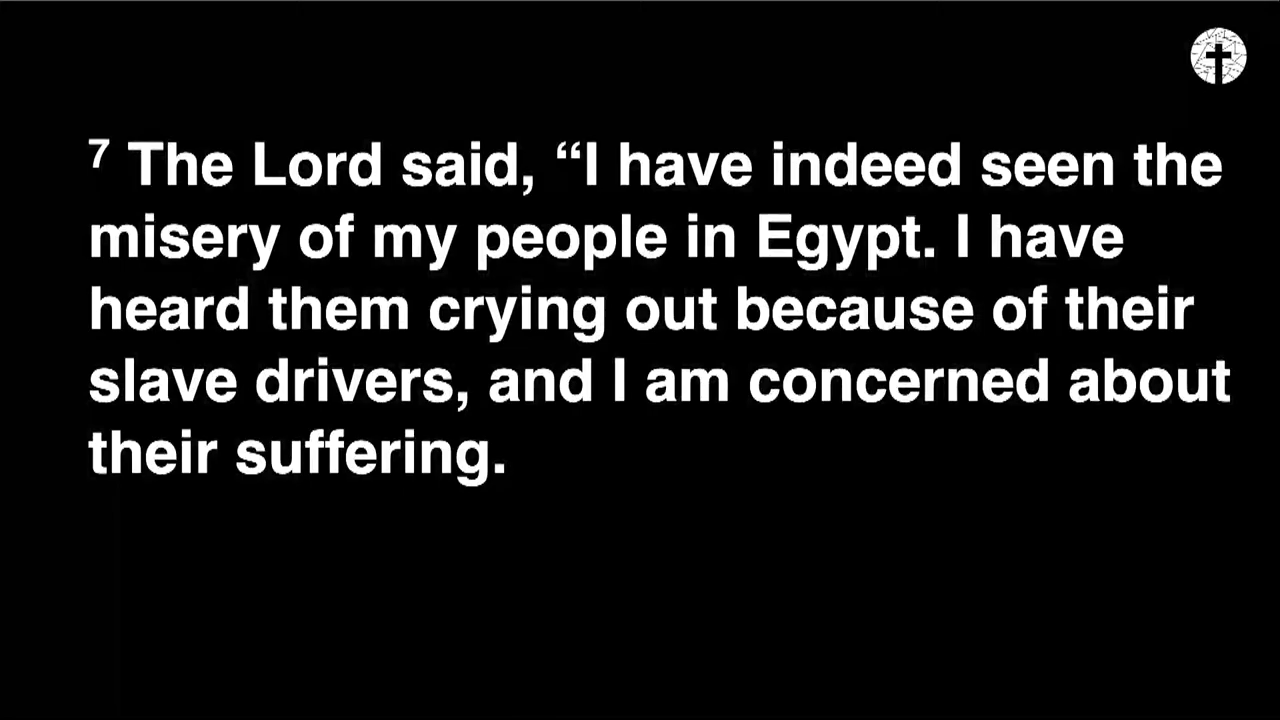 ⁷ The Lord said, “I have indeed seen the
misery of my people in Egypt. I have
heard them crying out because of their
slave drivers, and I am concerned about
their suffering.